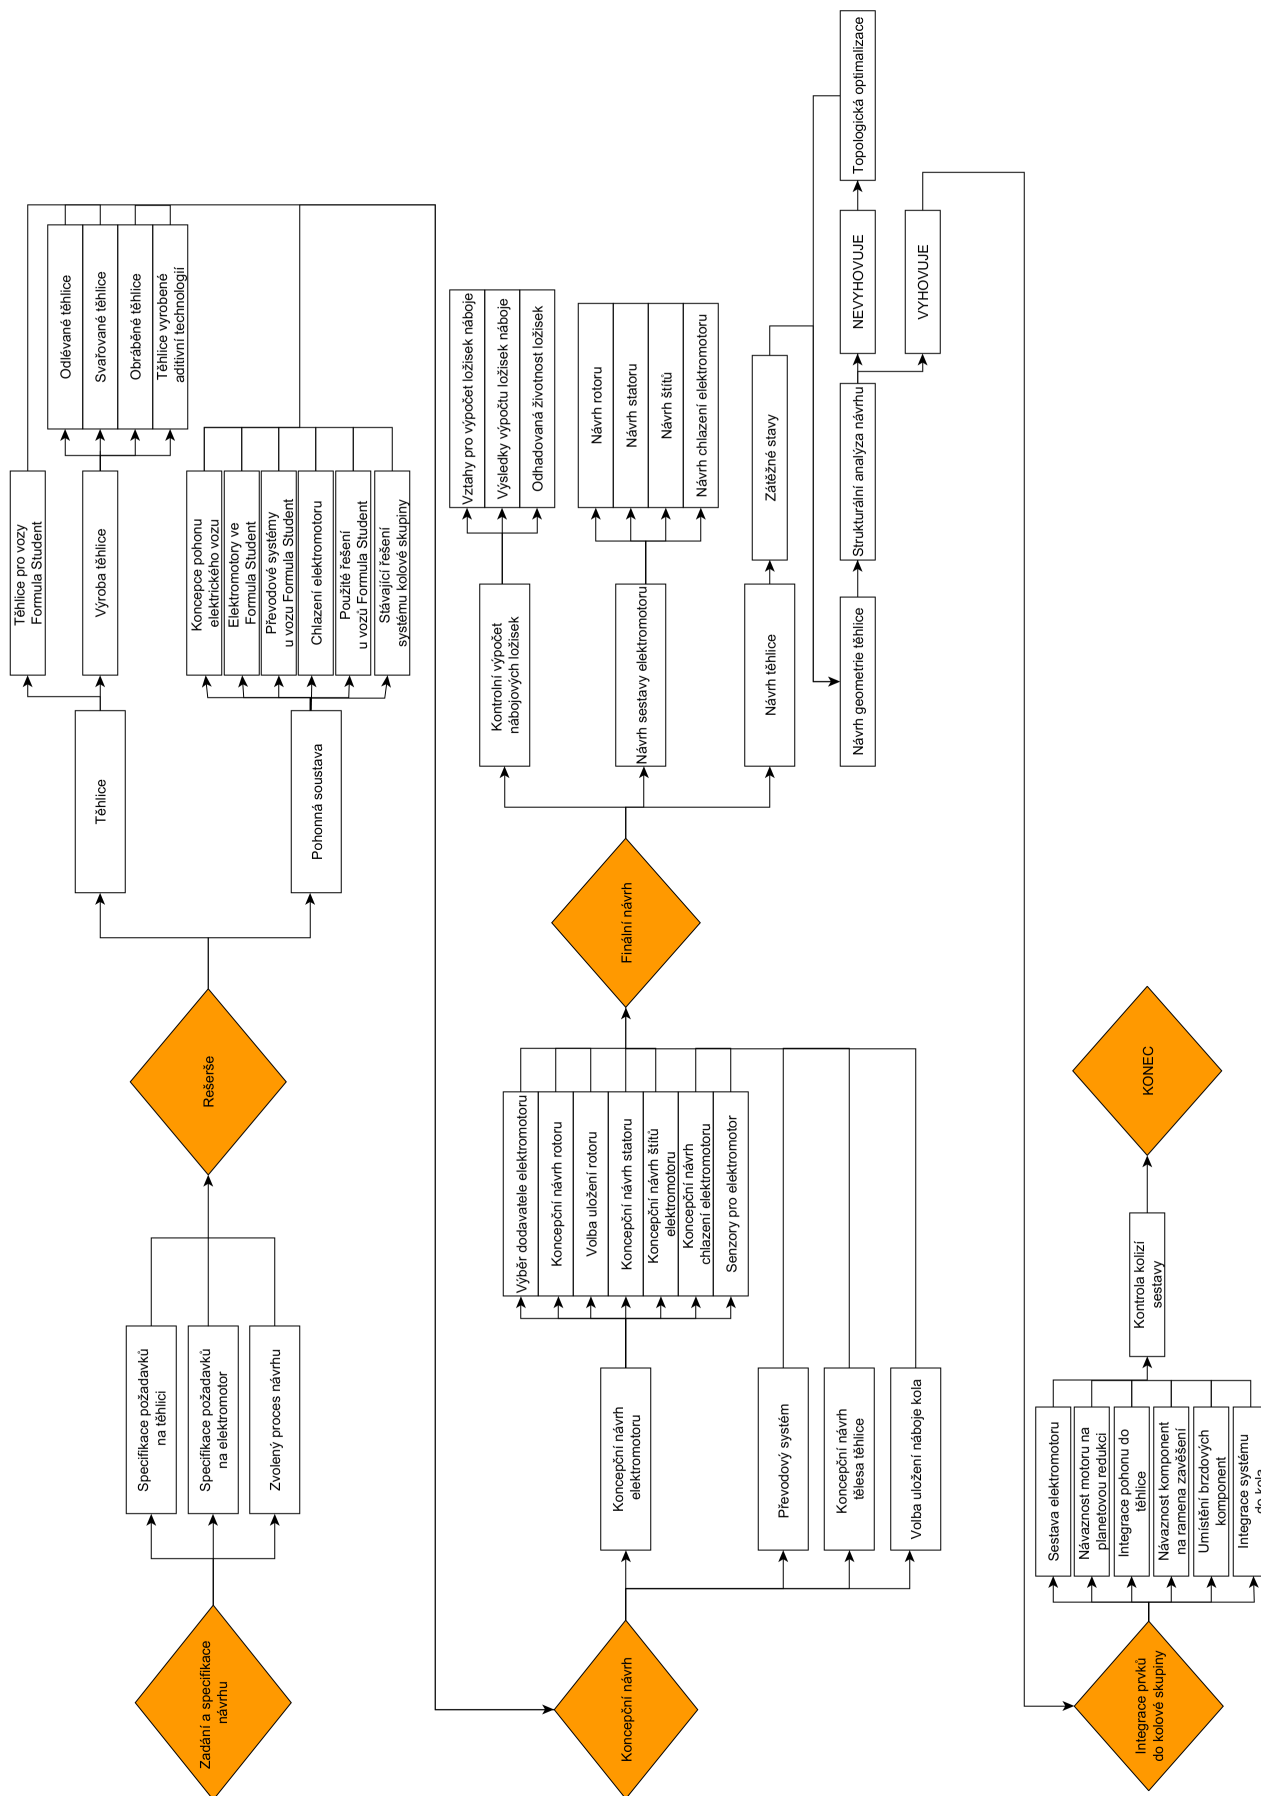 Zadání a specifikace
návrhu
Specifikace požadavků
na těhlici
Specifikace požadavků
na elektromotor
Zvolený proces návrhu
Rešerše
Těhlice
Těhlice pro vozy
Formula Student
Výroba těhlice
Odlévané těhlice
Svařované těhlice
Obráběné těhlice
Těhlice vyrobené
aditivní technologií
Pohonná soustava
Koncepce pohonu
elektrického vozu
Elektromotory ve
Formula Student
Převodové systémy
u vozu Formula Student
Chlazení elektromotoru
Použité řešení
u vozů Formula Student
Stávající řešení
systému kolové skupiny
Koncepční návrh
Koncepční návrh
elektromotoru
Výběr dodavatele elektromotoru
Koncepční návrh rotoru
Volba uložení rotoru
Koncepční návrh statoru
Koncepční návrh štítů
elektromotoru
Koncepční návrh
chlazení elektromotoru
Senzory pro elektromotor
Převodový systém
Koncepční návrh
tělesa těhlice
Volba uložení náboje kola
Finální návrh
Kontrolní výpočet
nábojových ložisek
Vztahy pro výpočet ložisek náboje
Výsledky výpočtu ložisek náboje
Odhadovaná životnost ložisek
Návrh sestavy elektromotoru
Návrh rotoru
Návrh statoru
Návrh štítů
Návrh chlazení elektromotoru
Návrh těhlice
Zátěžné stavy
Návrh geometrie těhlice
Strukturální analýza návrhu
NEVYHOVUJE
Topologická optimalizace
VYHOVUJE
Integrace prvků
do kolové skupiny
Sestava elektromotoru
Návaznost motoru na
planetovou redukci
Integrace pohonu do
těhlice
Návaznost komponent
na ramena zavěšení
Umistění brzdových
komponent
Integrace systému
do kola
Kontrola kolizí
sestavy
KONEC